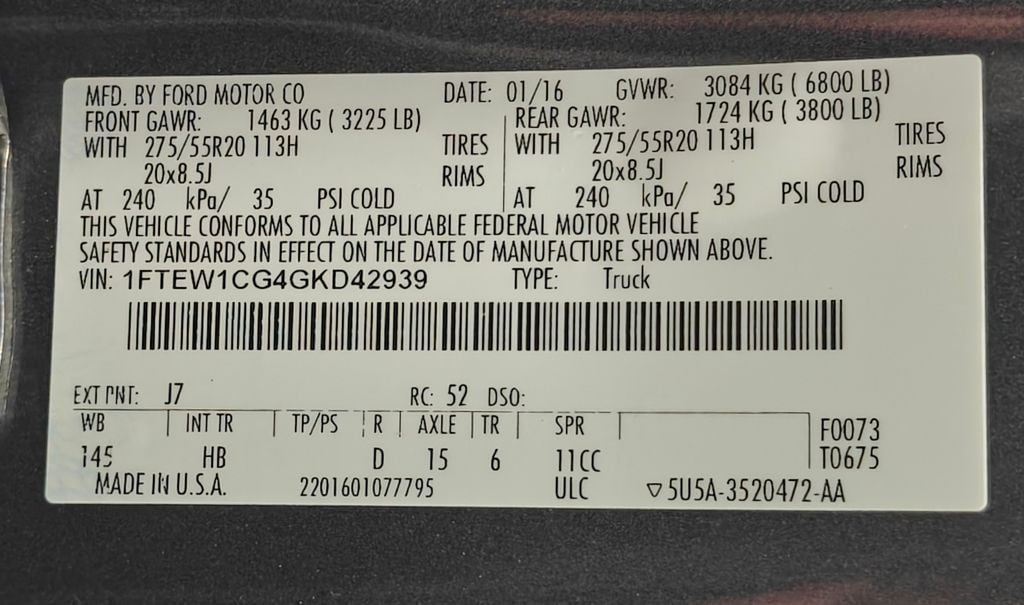 MFD. BY FORD MOTOR CO DATE: 01/16 GVWR: 3084 KG ( 6800 LB)
FRONT GAWR: 1463 KG ( 3225 LB) REAR GAWR: 1724 KG ( 3800 LB)
WITH 275/55R20 113H TIRES WITH 275/55R20 113H TIRES
20x8.5J RIMS 20x8.5J RIMS
AT 240 kPa/ 35 PSI COLD AT 240 kPa/ 35 PSI COLD
THIS VEHICLE CONFORMS TO ALL APPLICABLE FEDERAL MOTOR VEHICLE
SAFETY STANDARDS IN EFFECT ON THE DATE OF MANUFACTURE SHOWN ABOVE.
VIN: 1FTEW1CG4GKD42939 TYPE: Truck
EXT PNT: J7 RC: 52 DSO:
WB INT TR TP/PS R AXLE TR SPR F0073
145 HB D 15 6 11CC T0675
MADE IN U.S.A. 2201601077795 ULC ▽5U5A-3520472-AA